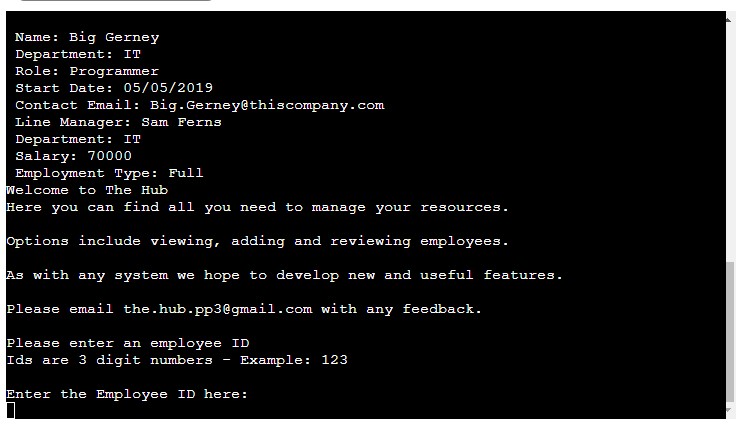 Name: Big Gerney
Department: IT
Role: Programmer
Start Date: 05/05/2019
Contact Email: Big.Gerney@thiscompany.com
Line Manager: Sam Ferns
Department: IT
Salary: 70000
Employment Type: Full
Welcome to The Hub
Here you can find all you need to manage your resources.
Options include viewing, adding and reviewing employees.
As with any system we hope to develop new and useful features.
Please email the.hub.pp3@gmail.com with any feedback.
Please enter an employee ID
Ids are 3 digit numbers - Example: 123
Enter the Employee ID here: